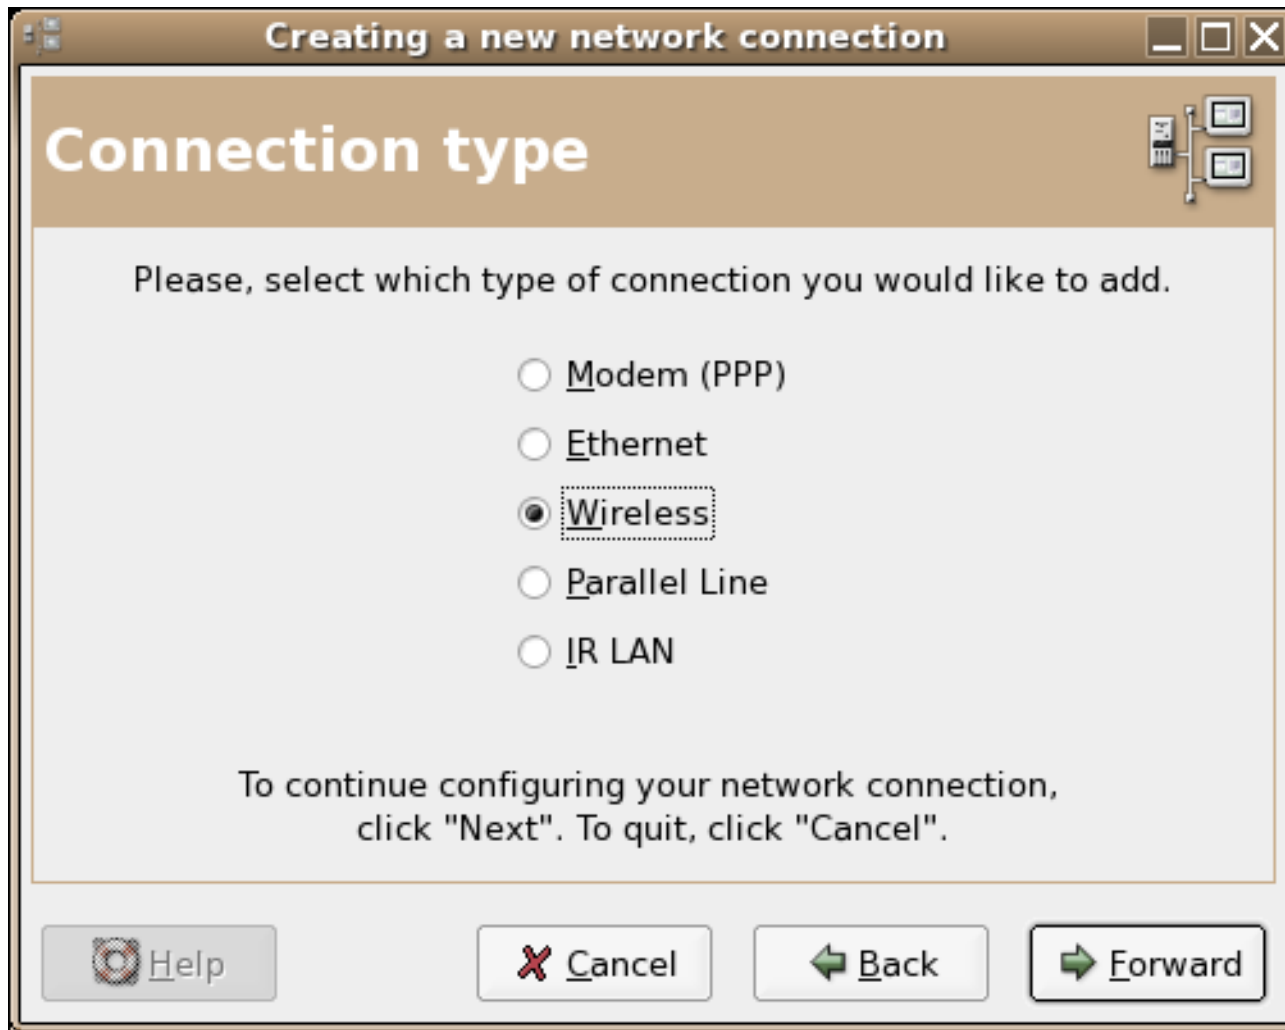 Creating a new network connection
Connection type
Please, select which type of connection you would like to add.
Modem (PPP)
Ethernet
Wireless
Parallel Line
IR LAN
To continue configuring your network connection,
click "Next". To quit, click "Cancel".
Help
Cancel
Back
Forward